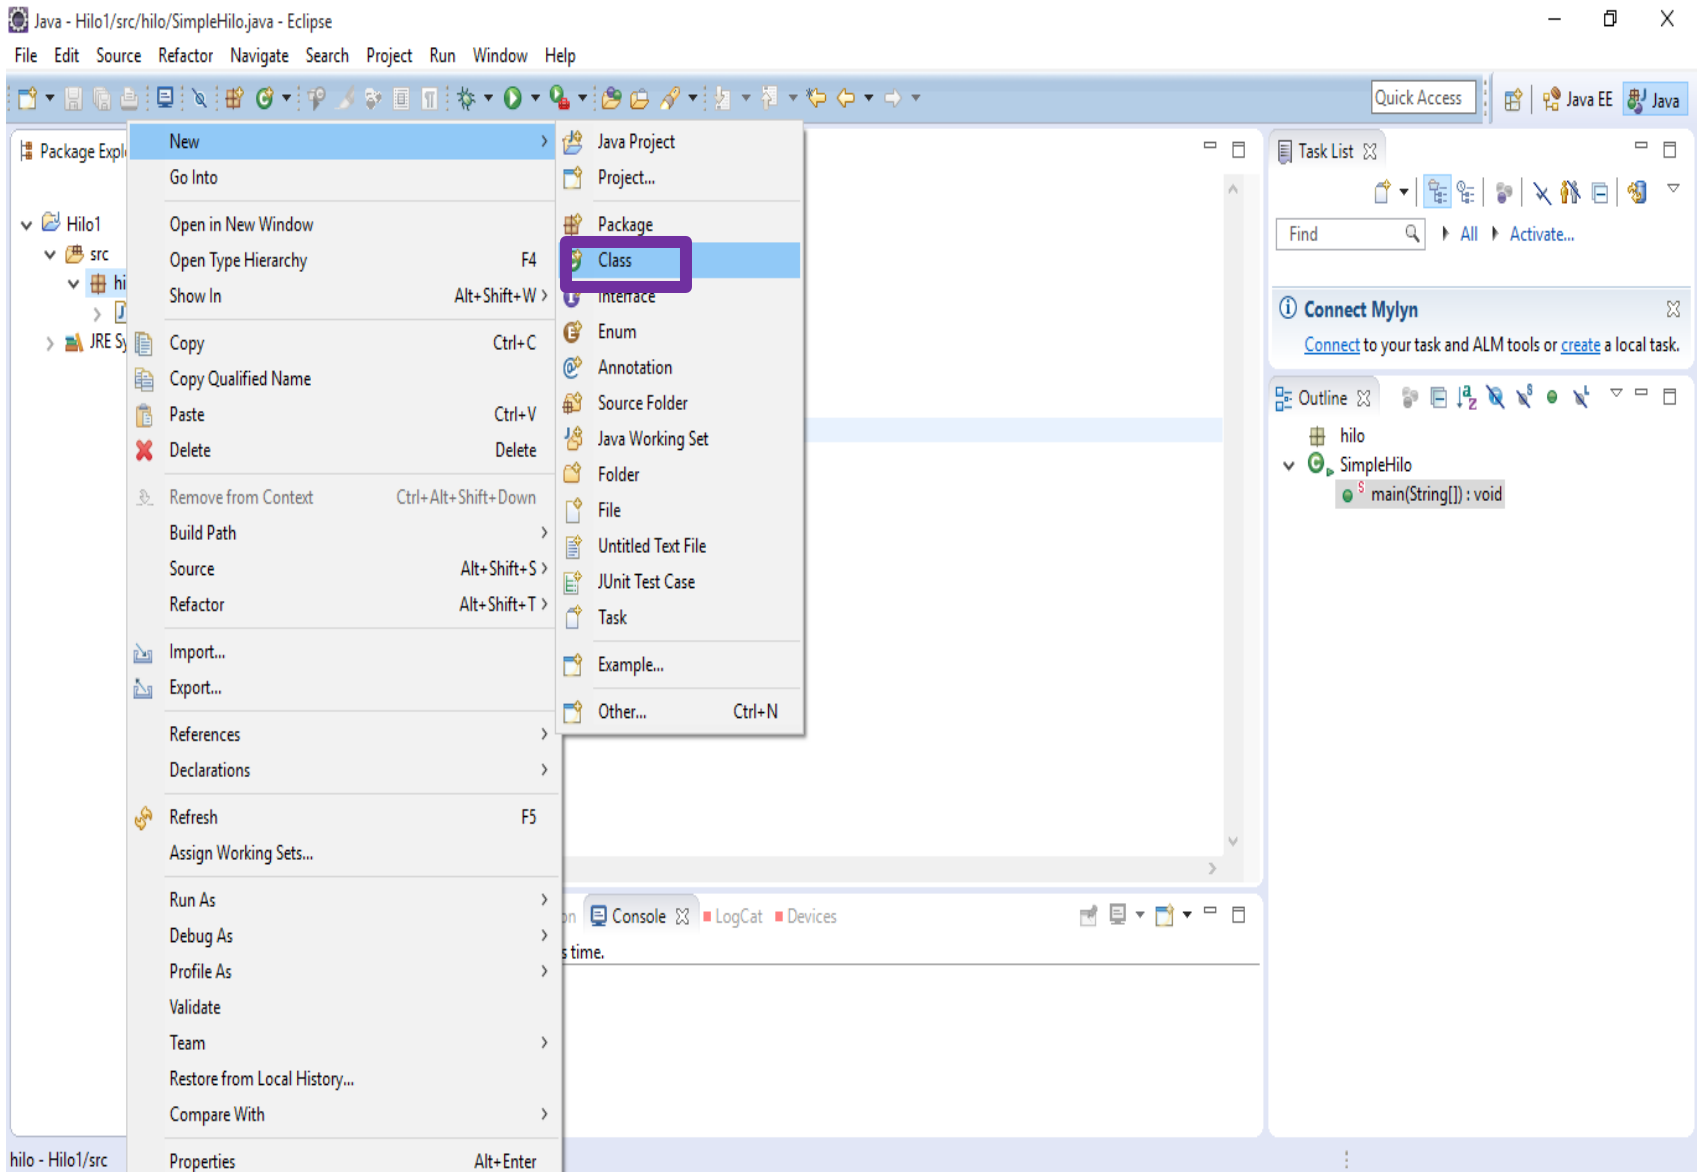 Java - Hilo1/src/hilo/SimpleHilo.java - Eclipse
File Edit Source Refactor Navigate Search Project Run Window Help
Quick Access
Java EE
Java
Package Expl
Hilo1
src
hi
JRE Sy
New
Go Into
Open in New Window
Open Type Hierarchy F4
Show In Alt+Shift+W
Copy Ctrl+C
Copy Qualified Name
Paste Ctrl+V
Delete Delete
Remove from Context Ctrl+Alt+Shift+Down
Build Path
Source Alt+Shift+S
Refactor Alt+Shift+T
Import...
Export...
References
Declarations
Refresh F5
Assign Working Sets...
Run As
Debug As
Profile As
Validate
Team
Restore from Local History...
Compare With
Properties Alt+Enter
Java Project
Project...
Package
Class
Interface
Enum
Annotation
Source Folder
Java Working Set
Folder
File
Untitled Text File
JUnit Test Case
Task
Example...
Other... Ctrl+N
on Console LogCat Devices
s time.
Task List
Find All Activate...
Connect Mylyn
Connect to your task and ALM tools or create a local task.
Outline
hilo
SimpleHilo
main(String[]) : void
hilo - Hilo1/src